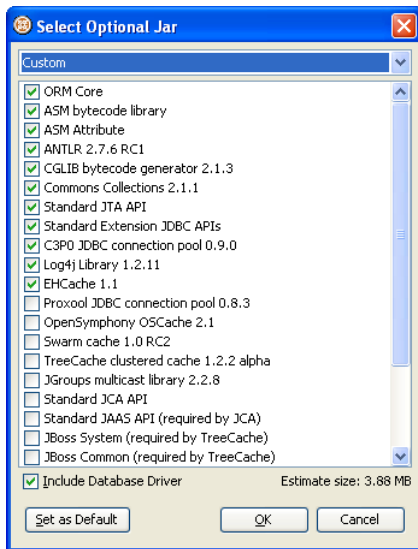 Select Optional Jar
Custom
ORM Core
ASM bytecode library
ASM Attribute
ANTLR 2.7.6 RC1
CGLIB bytecode generator 2.1.3
Commons Collections 2.1.1
Standard JTA API
Standard Extension JDBC APIs
C3P0 JDBC connection pool 0.9.0
Log4j Library 1.2.11
EHCache 1.1
Proxool JDBC connection pool 0.8.3
OpenSymphony OSCache 2.1
Swarm cache 1.0 RC2
TreeCache clustered cache 1.2.2 alpha
JGroups multicast library 2.2.8
Standard JCA API
Standard JAAS API (required by JCA)
JBoss System (required by TreeCache)
JBoss Common (required by TreeCache)
Include Database Driver Estimate size: 3.88 MB
Set as Default OK Cancel